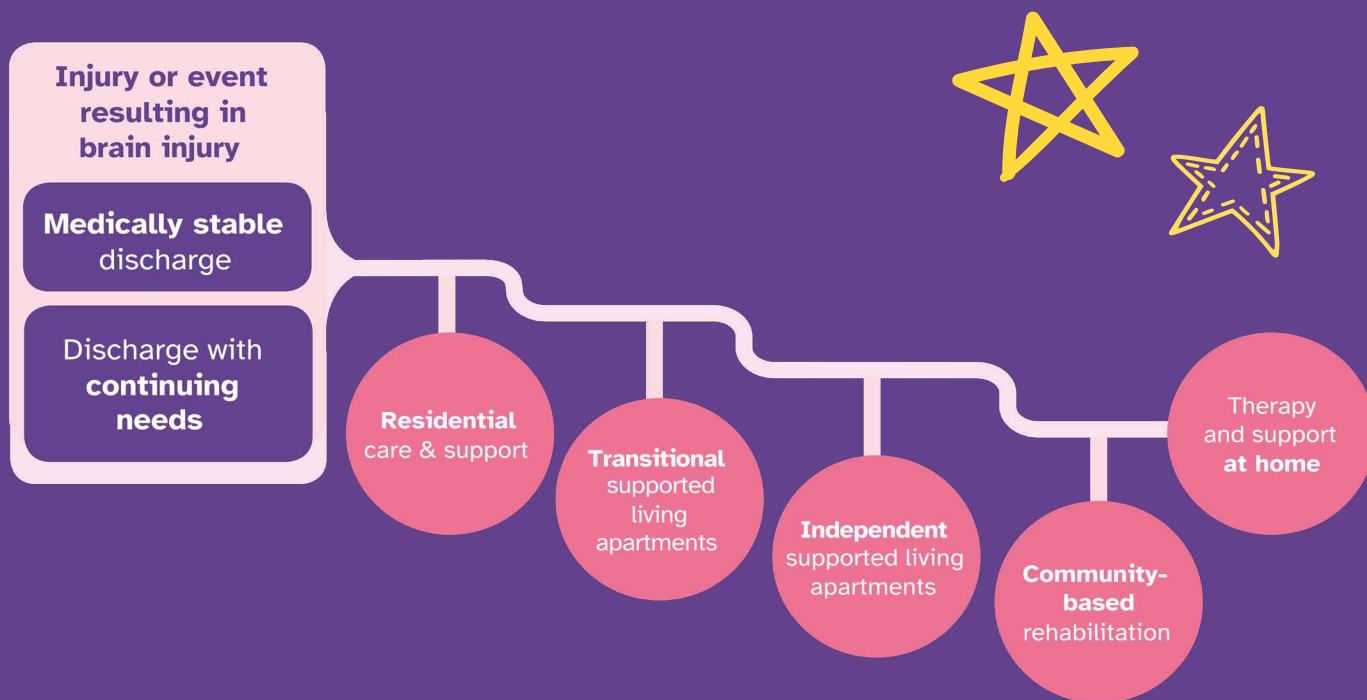 Injury or event
resulting in
brain injury
Medically stable
discharge
Discharge with
continuing
needs
Residential
care & support
Transitional
supported
living
apartments
Independent
supported living
apartments
Community-
based
rehabilitation
Therapy
and support
at home